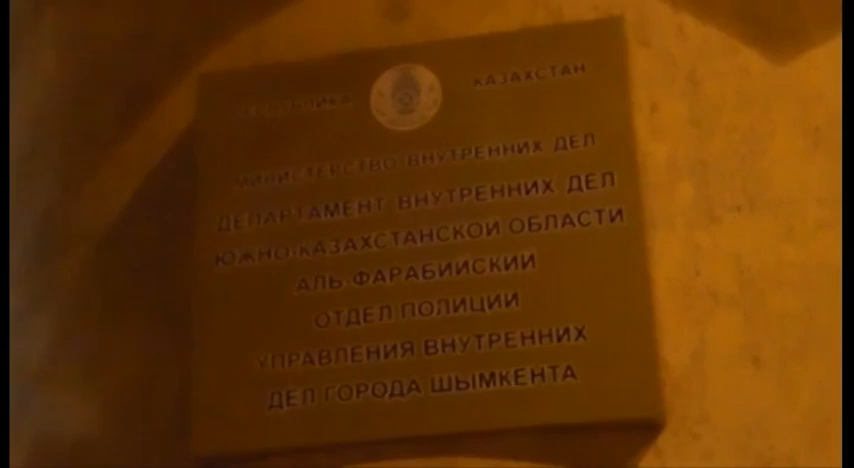 РЕСПУБЛИКА КАЗАХСТАН
МИНИСТЕРСТВО ВНУТРЕННИХ ДЕЛ
ДЕПАРТАМЕНТ ВНУТРЕННИХ ДЕЛ
ЮЖНО-КАЗАХСТАНСКОЙ ОБЛАСТИ
АЛЬ-ФАРАБИЙСКИЙ
ОТДЕЛ ПОЛИЦИИ
УПРАВЛЕНИЯ ВНУТРЕННИХ
ДЕЛ ГОРОДА ШЫМКЕНТА